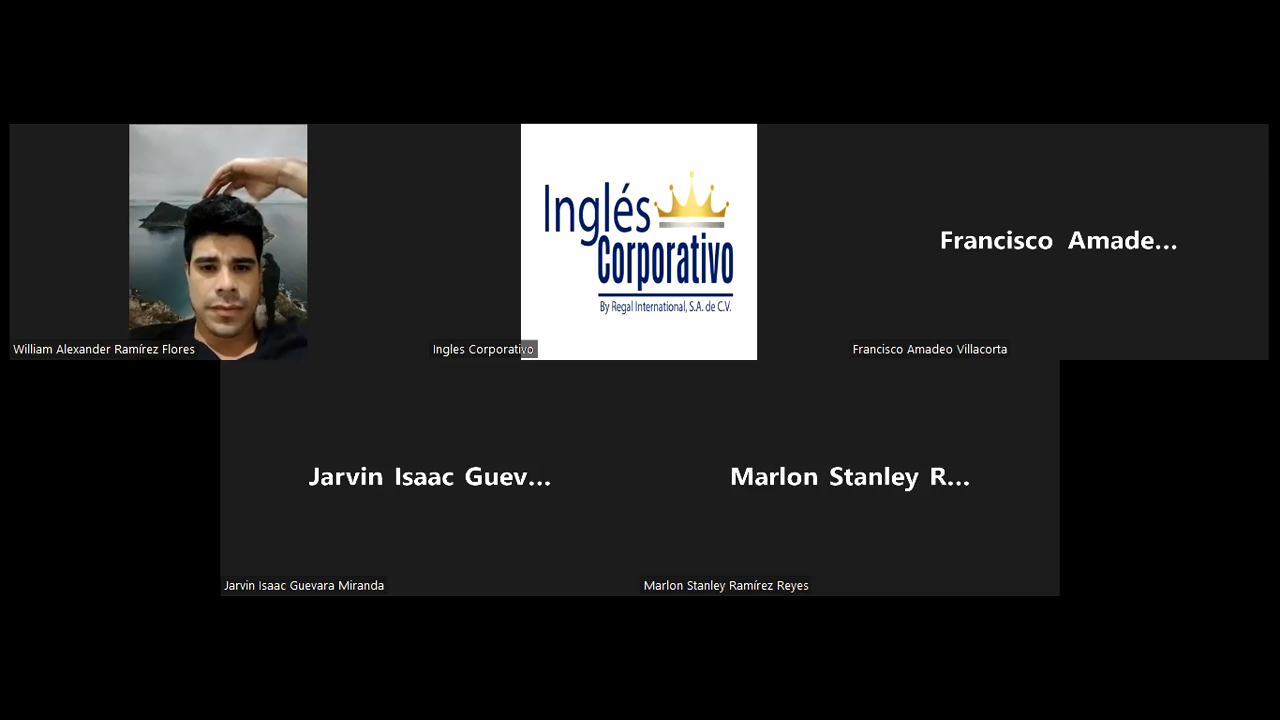 Inglés
Corporativo
By Regal International, S.A. de C.V.
Francisco Amade...
William Alexander Ramírez Flores
Ingles Corporativo
Francisco Amadeo Villacorta
Jarvin Isaac Guev...
Marlon Stanley R...
Jarvin Isaac Guevara Miranda
Marlon Stanley Ramírez Reyes